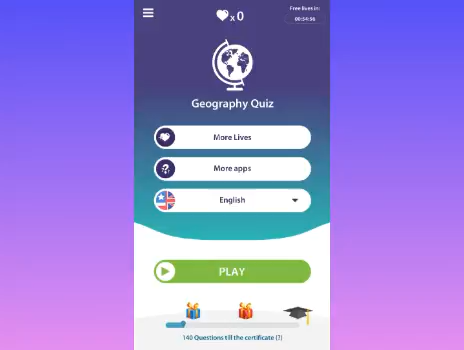 x 0
Free lives in:
00:54:56
Geography Quiz
More Lives
More apps
English
PLAY
140 Questions till the certificate (?)